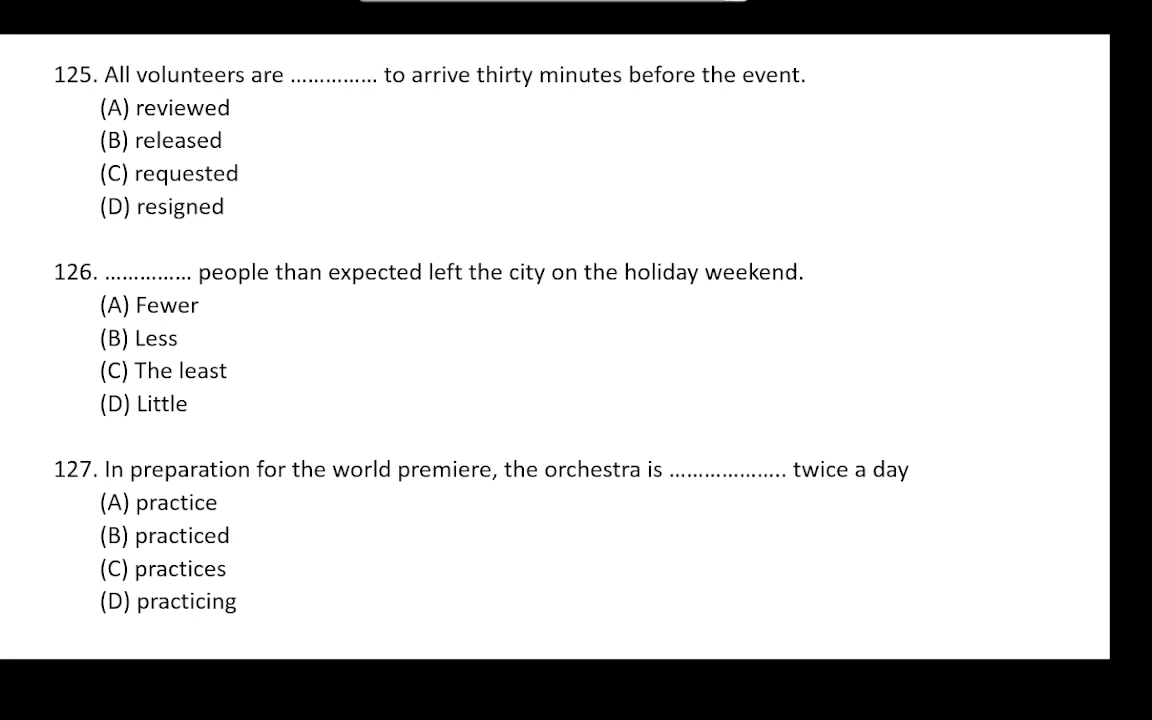 125. All volunteers are ............... to arrive thirty minutes before the event.
(A) reviewed
(B) released
(C) requested
(D) resigned
126. ............... people than expected left the city on the holiday weekend.
(A) Fewer
(B) Less
(C) The least
(D) Little
127. In preparation for the world premiere, the orchestra is .................... twice a day
(A) practice
(B) practiced
(C) practices
(D) practicing